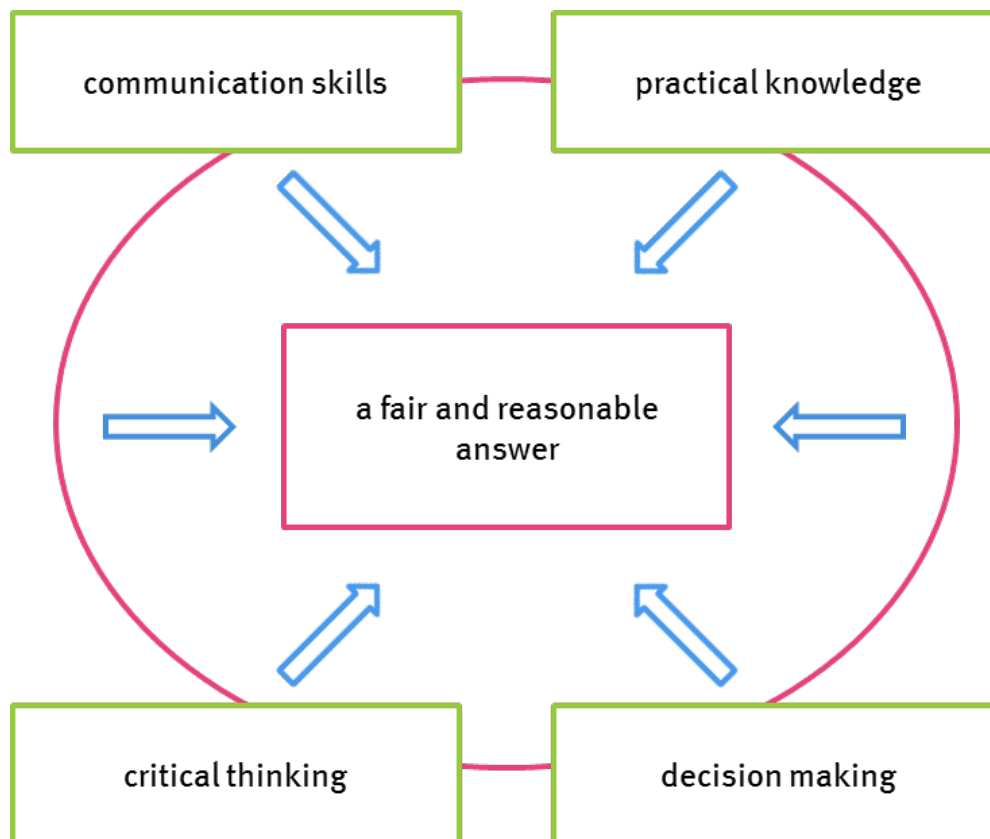 communication skills
practical knowledge
a fair and reasonable
answer
critical thinking
decision making